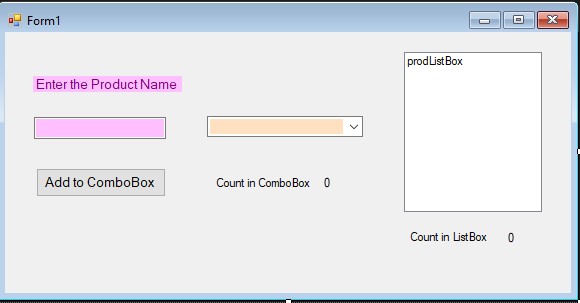 Form1
Enter the Product Name
prodListBox
Add to ComboBox
Count in ComboBox 0
Count in ListBox 0